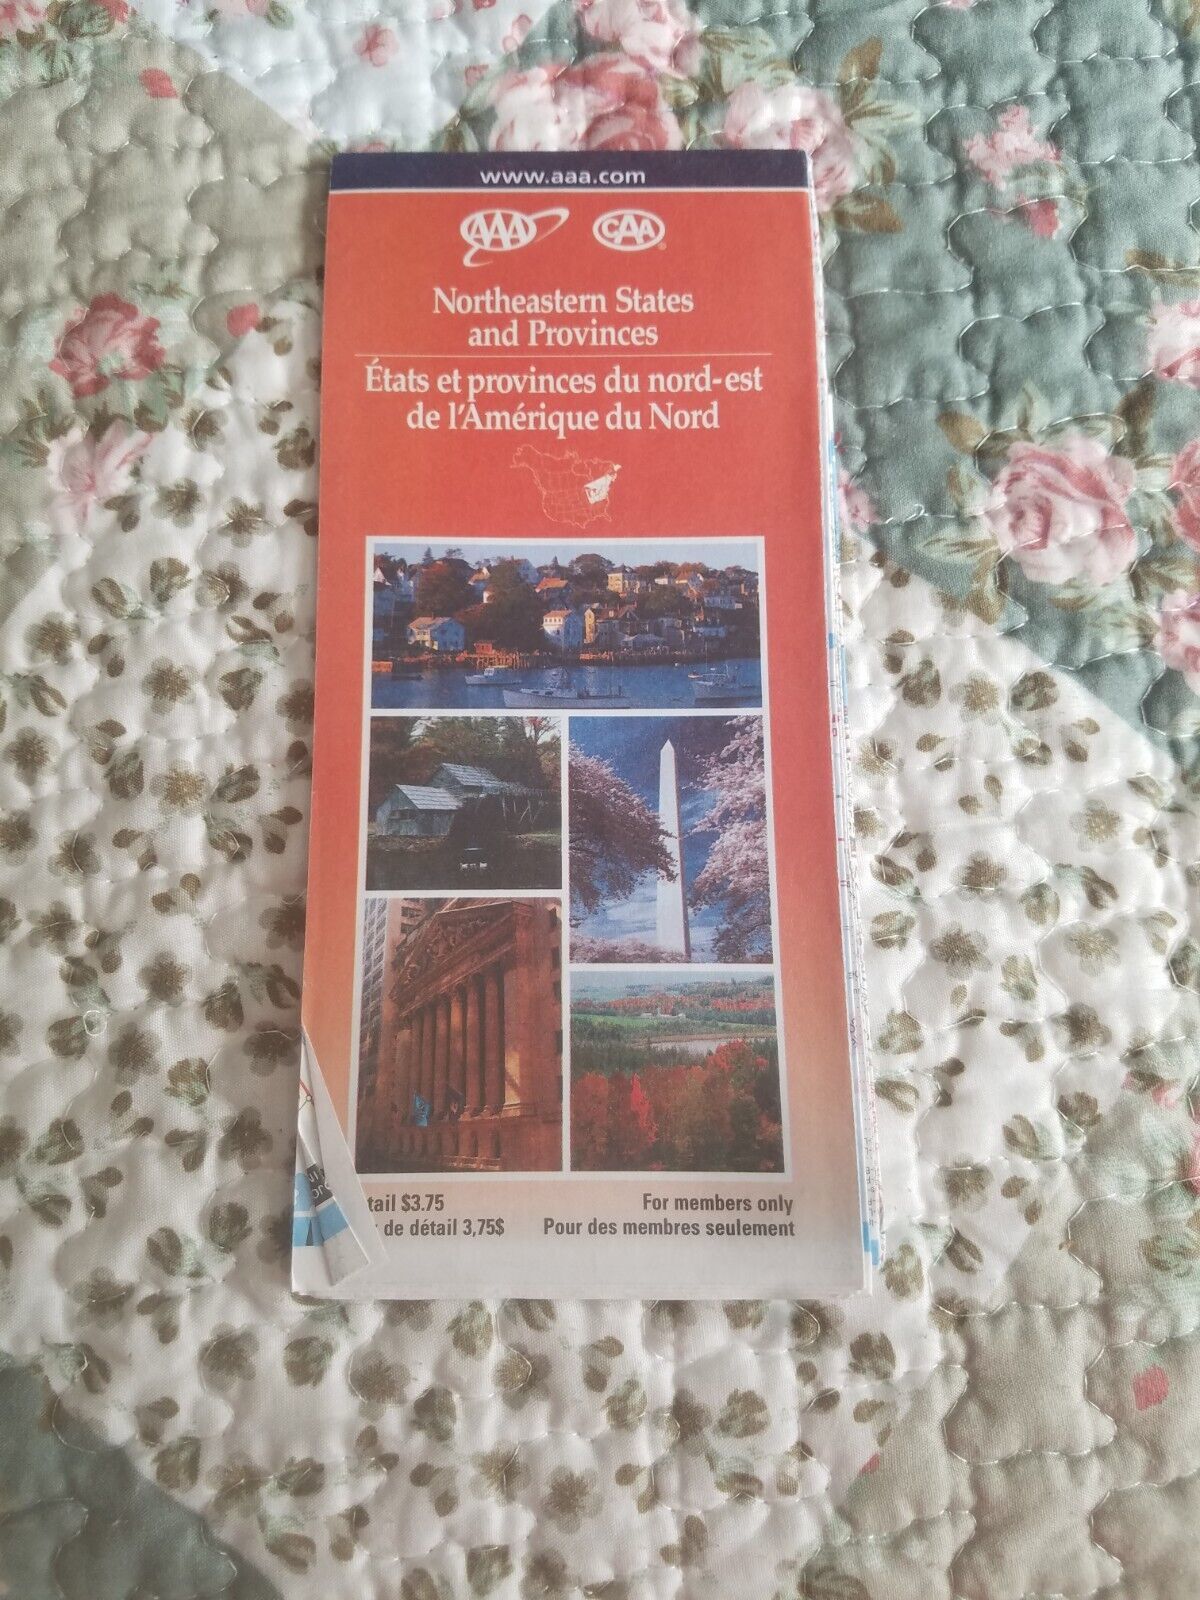 www.aaa.com
AAA CAA
Northeastern States
and Provinces
États et provinces du nord-est
de l'Amérique du Nord
tail $3.75
For members only
de détail 3,75$
Pour des membres seulement